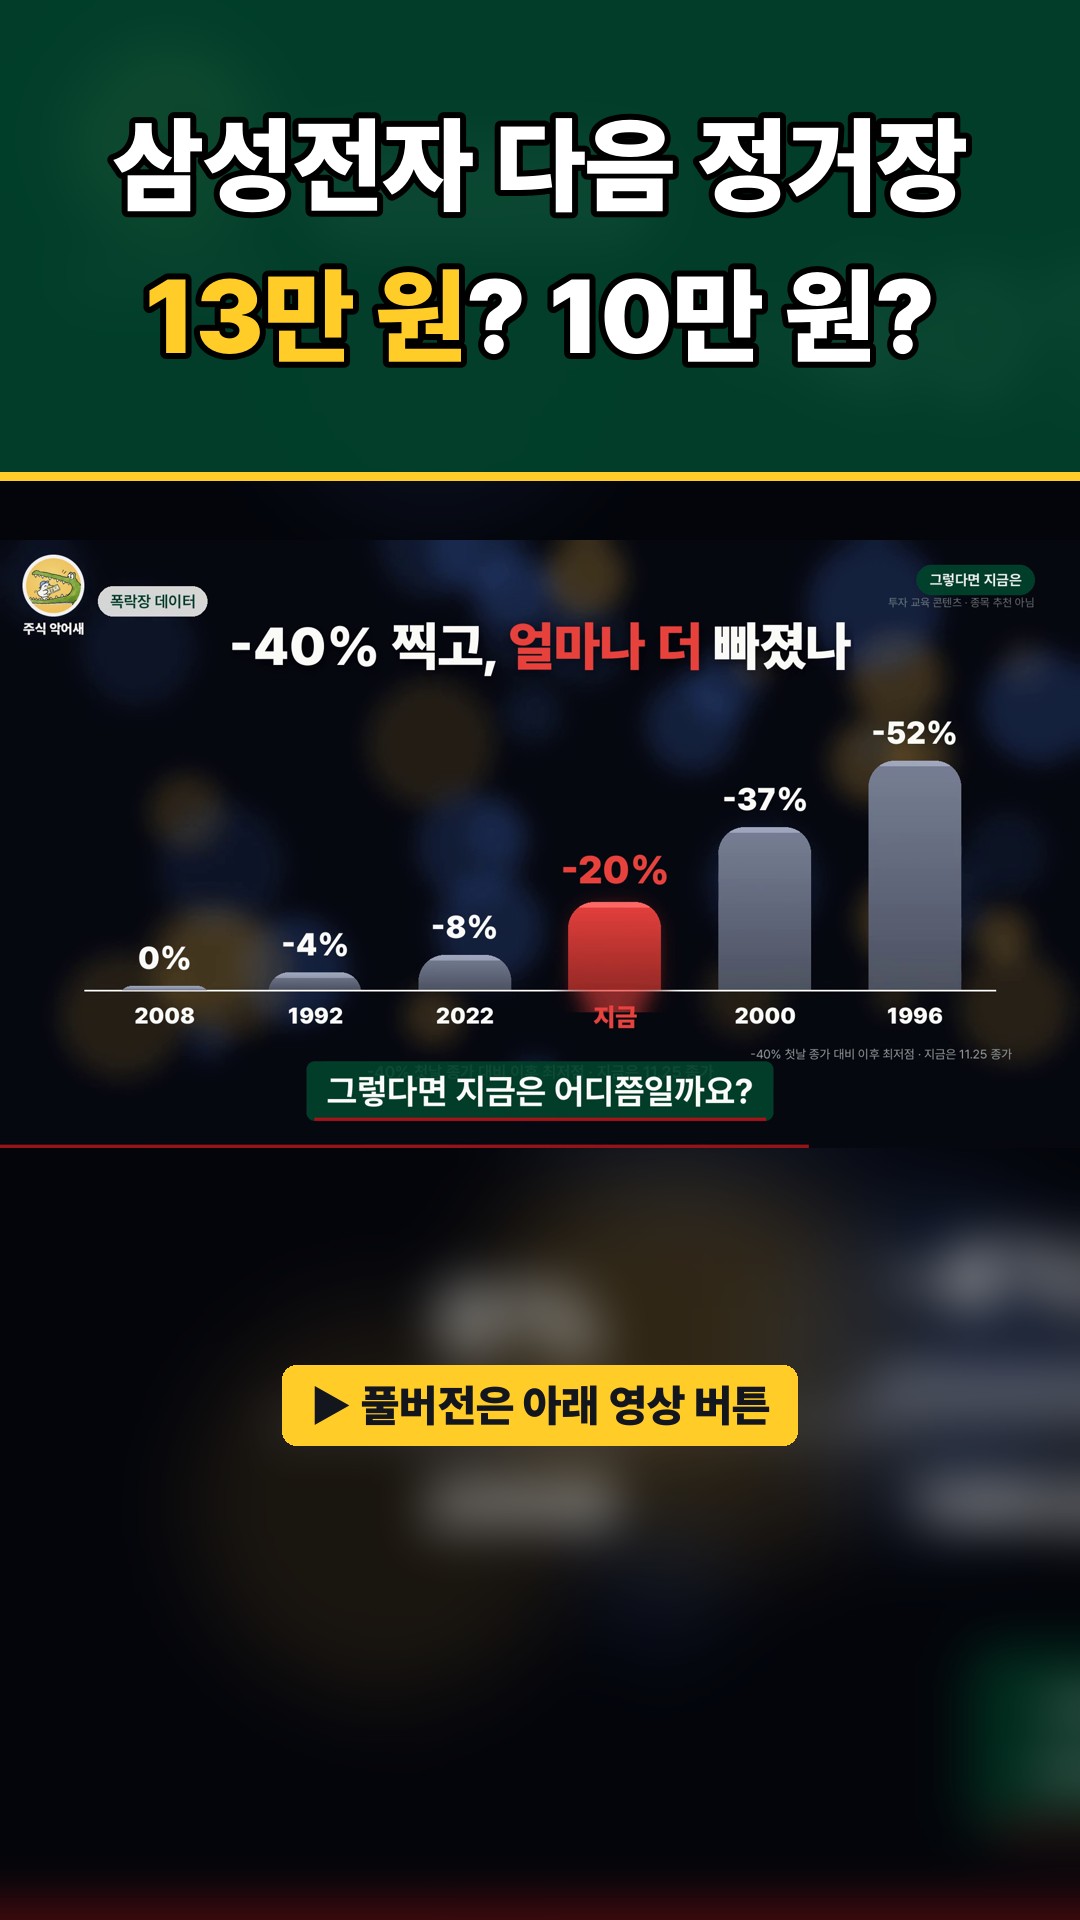 삼성전자 다음 정거장
13만 원? 10만 원?
주식 악어새
폭락장 데이터
그렇다면 지금은
투자 교육 콘텐츠 · 종목 추천 아님
-40% 찍고, 얼마나 더 빠졌나
0%
-4%
-8%
-20%
-37%
-52%
2008
1992
2022
지금
2000
1996
-40% 첫날 종가 대비 이후 최저점 · 지금은 11.25 종가
그렇다면 지금은 어디쯤일까요?
▶ 풀버전은 아래 영상 버튼